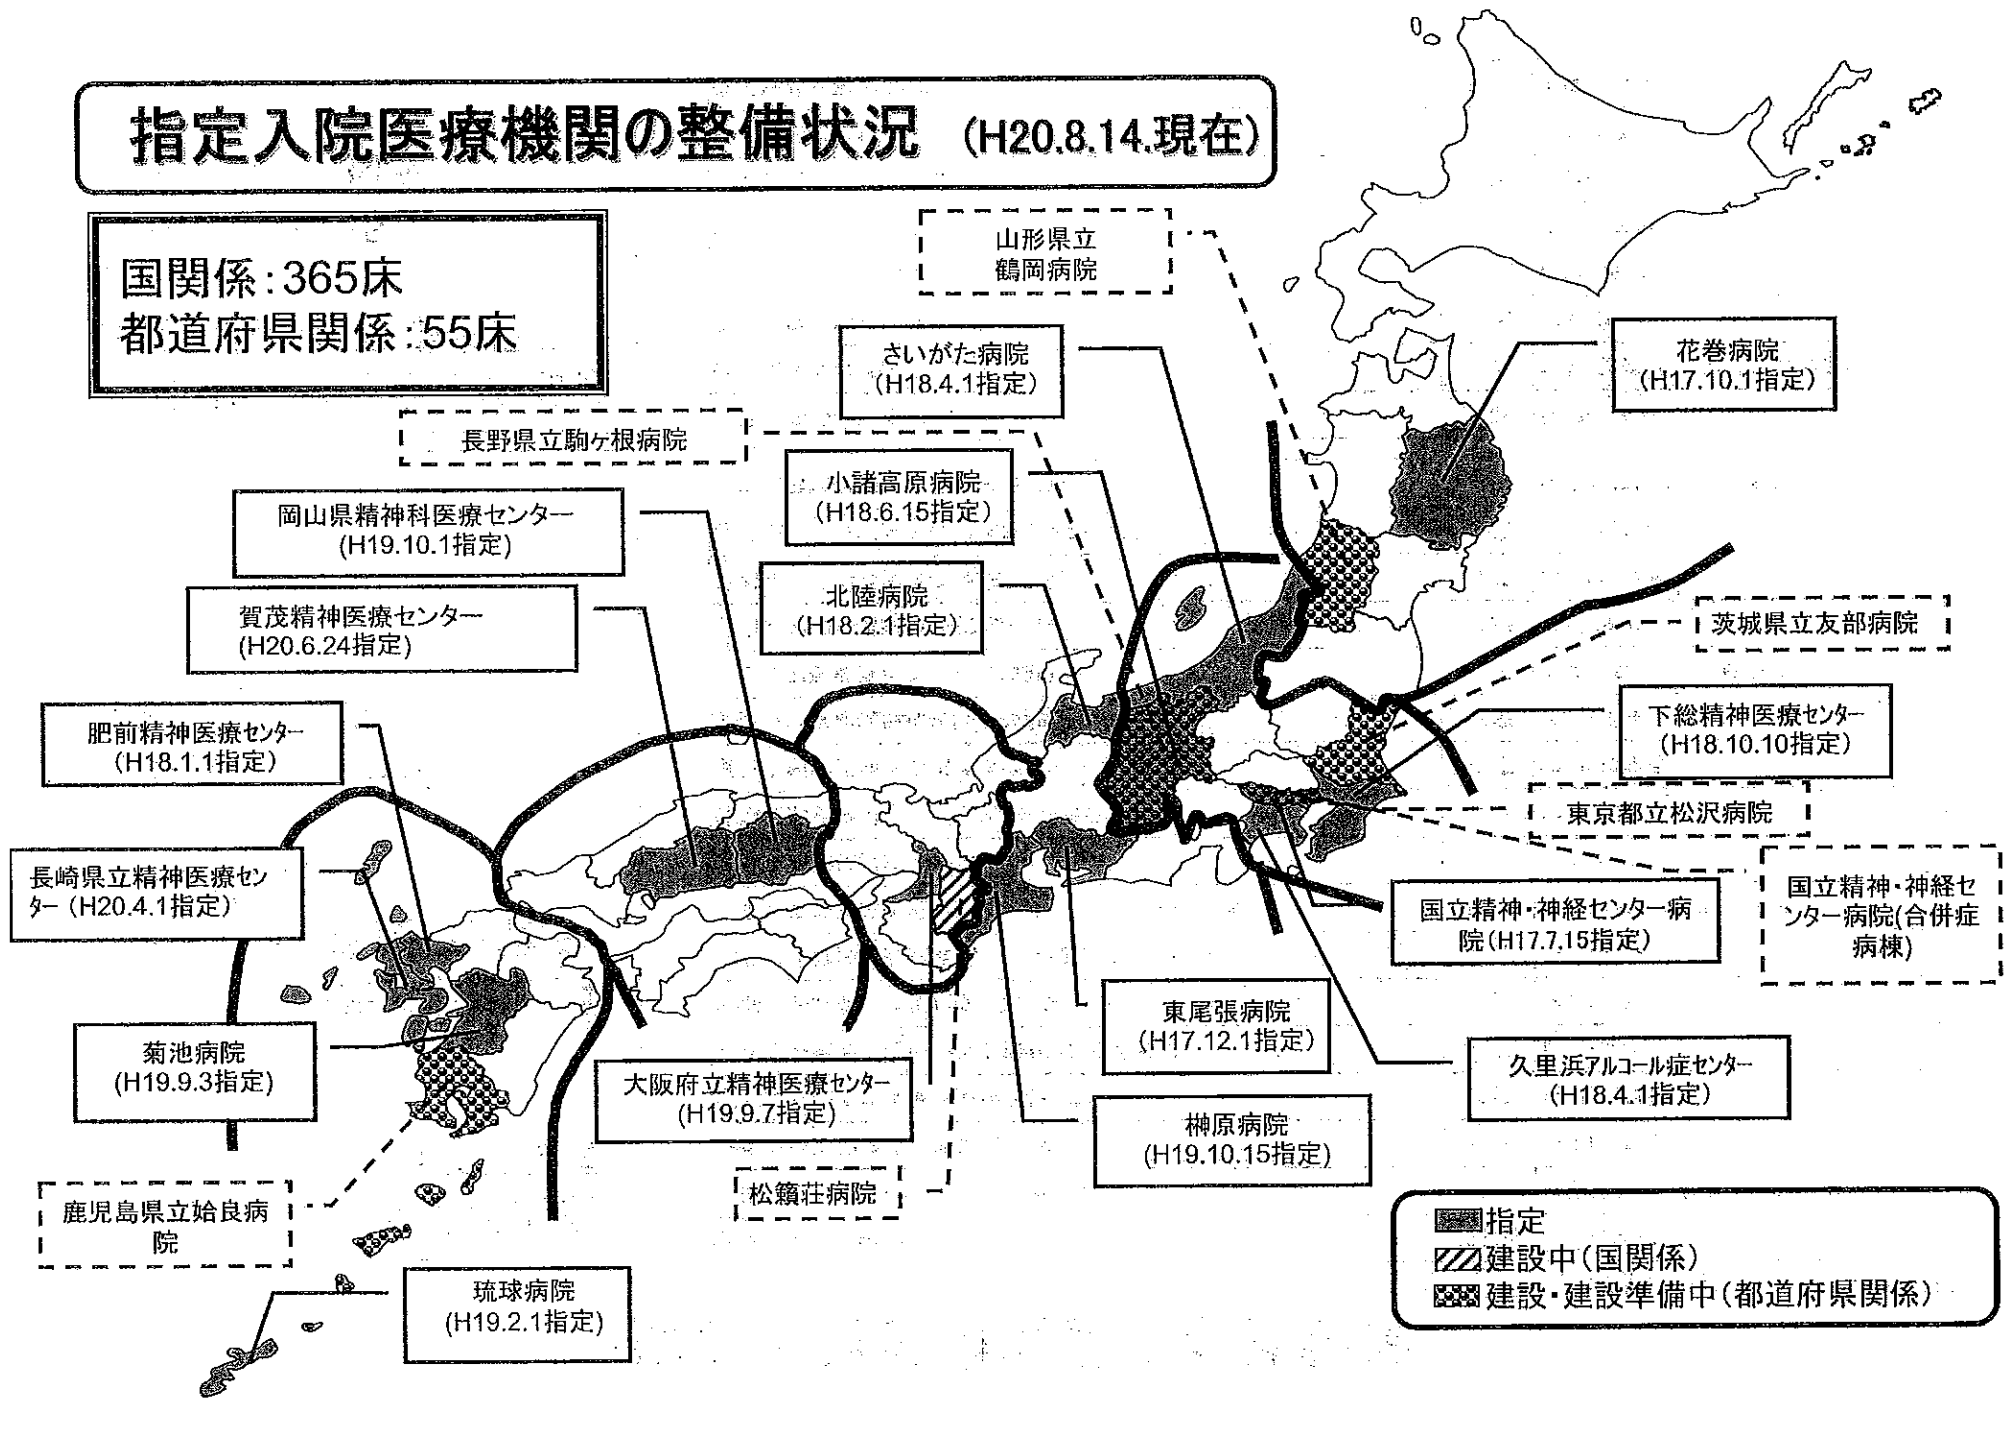 指定入院医療機関の整備状況 (H20.8.14.現在)
国関係:365床
都道府県関係:55床
山形県立
鶴岡病院
さいがた病院
(H18.4.1指定)
花巻病院
(H17.10.1指定)
長野県立駒ヶ根病院
小諸高原病院
(H18.6.15指定)
岡山県精神科医療センター
(H19.10.1指定)
北陸病院
(H18.2.1指定)
賀茂精神医療センター
(H20.6.24指定)
茨城県立友部病院
肥前精神医療センター
(H18.1.1指定)
下総精神医療センター
(H18.10.10指定)
東京都立松沢病院
長崎県立精神医療セン
ター (H20.4.1指定)
国立精神・神経センター病
院(H17.7.15指定)
国立精神・神経セ
ンター病院(合併症
病棟)
東尾張病院
(H17.12.1指定)
菊池病院
(H19.9.3指定)
大阪府立精神医療センター
(H19.9.7指定)
久里浜アルコール症センター
(H18.4.1指定)
榊原病院
(H19.10.15指定)
松籟荘病院
鹿児島県立姶良病
院
琉球病院
(H19.2.1指定)
指定
建設中(国関係)
建設・建設準備中(都道府県関係)